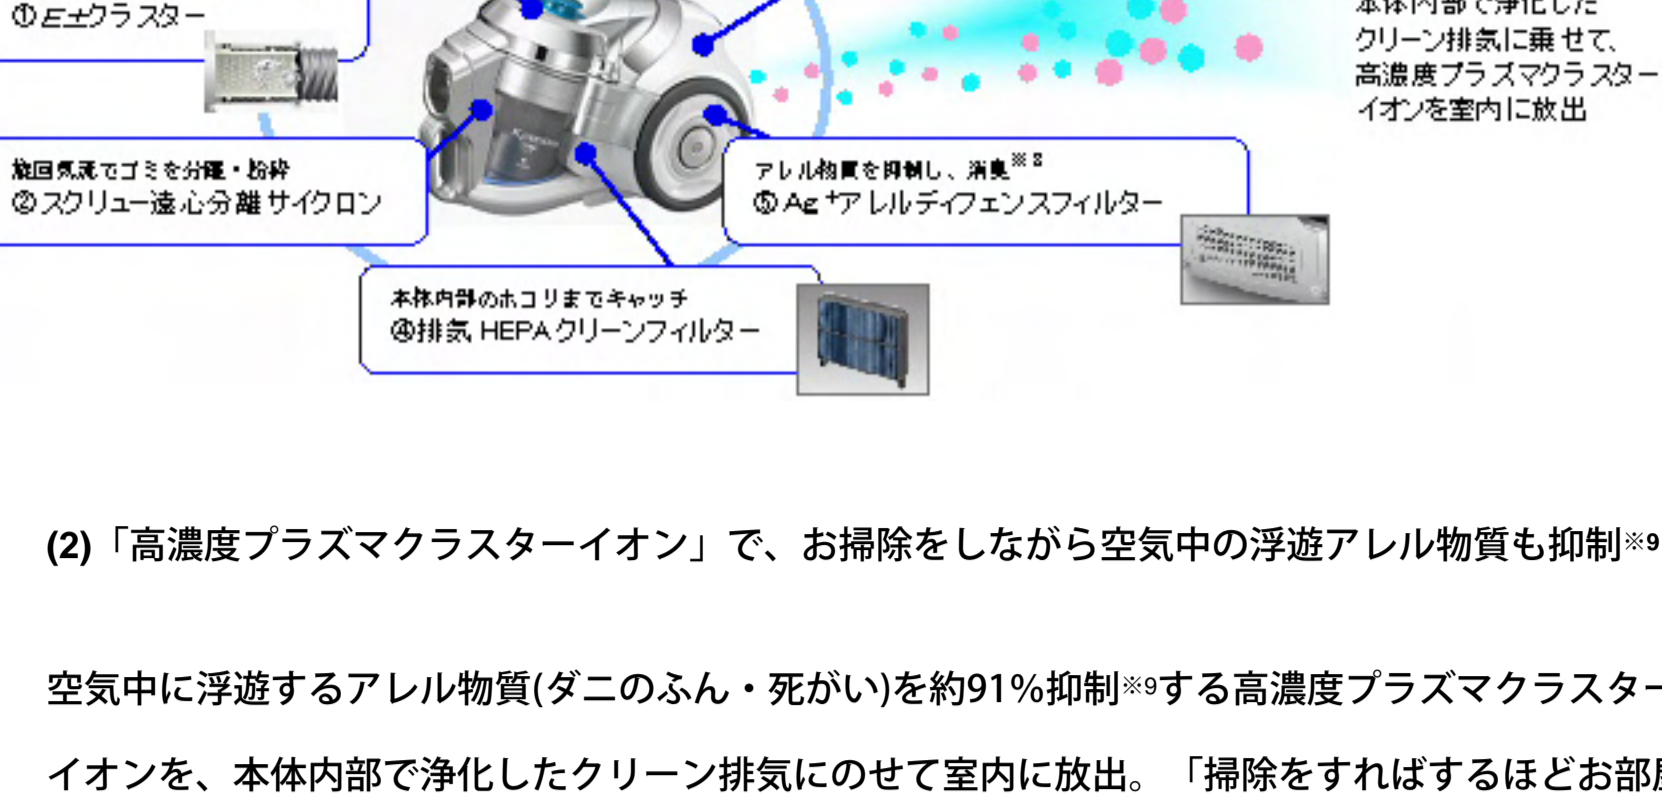 ①E±クラスター
本体内部で浄化した
クリーン排気に乗せて、
高濃度プラズマクラスター
イオンを室内に放出
旋回気流でゴミを分離・粉砕
②スクリュー遠心分離サイクロン
アレル物質を抑制し、消臭※8
⑤Ag⁺アレルディフェンスフィルター
本体内部のホコリまでキャッチ
④排気HEPAクリーンフィルター
(2)「高濃度プラズマクラスターイオン」で、お掃除をしながら空気中の浮遊アレル物質も抑制※9
空気中に浮遊するアレル物質(ダニのふん・死がい)を約91%抑制※9する高濃度プラズマクラスター
イオンを、本体内部で浄化したクリーン排気にのせて室内に放出。「掃除をすればするほどお部屋